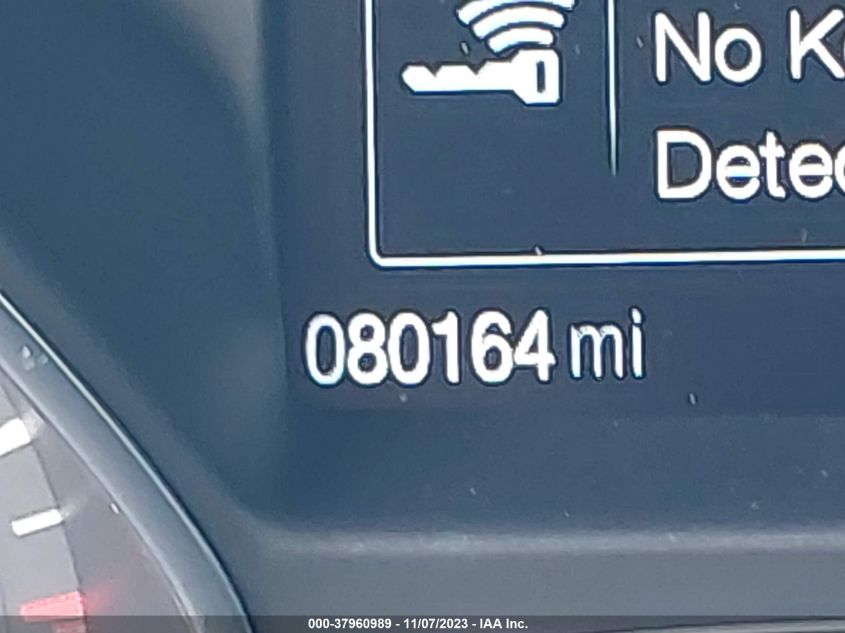 No K
Detec
080164 mi
000-37960989 - 11/07/2023 - IAA Inc.